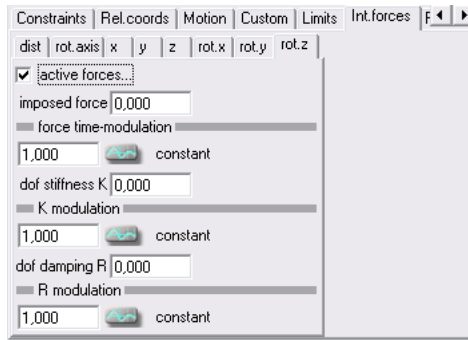 Constraints Rel.coords Motion Custom Limits Int.forces
dist rot.axis x y z rot.x rot.y rot.z
active forces...
imposed force 0,000
force time-modulation
1,000 constant
dof stiffness K 0,000
K modulation
1,000 constant
dof damping R 0,000
R modulation
1,000 constant